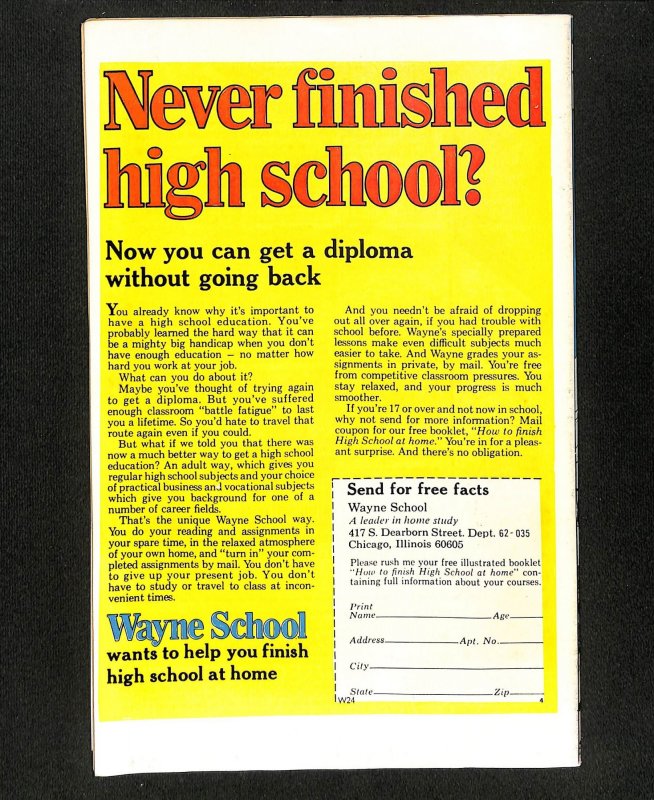 Never finished
high school?
Now you can get a diploma
without going back
You already know why it's important to
have a high school education. You've
probably learned the hard way that it can
be a mighty big handicap when you don't
have enough education – no matter how
hard you work at your job.
What can you do about it?
Maybe you've thought of trying again
to get a diploma. But you've suffered
enough classroom "battle fatigue" to last
you a lifetime. So you'd hate to travel that
route again even if you could.
But what if we told you that there was
now a much better way to get a high school
education? An adult way, which gives you
regular high school subjects and your choice
of practical business and vocational subjects
which give you background for one of a
number of career fields.
That's the unique Wayne School way.
You do your reading and assignments in
your spare time, in the relaxed atmosphere
of your own home, and "turn in" your com-
pleted assignments by mail. You don't have
to give up your present job. You don't
have to study or travel to class at incon-
venient times.
Wayne School
wants to help you finish
high school at home
And you needn't be afraid of dropping
out all over again, if you had trouble with
school before. Wayne's specially prepared
lessons make even difficult subjects much
easier to take. And Wayne grades your as-
signments in private, by mail. You're free
from competitive classroom pressures. You
stay relaxed, and your progress is much
smoother.
If you're 17 or over and not now in school,
why not send for more information? Mail
coupon for our free booklet, "How to finish
High School at home." You're in for a pleas-
ant surprise. And there's no obligation.
Send for free facts
Wayne School
A leader in home study
417 S. Dearborn Street. Dept. 62-035
Chicago, Illinois 60605
Please rush me your free illustrated booklet
"How to finish High School at home" con-
taining full information about your courses.
Print
Name Age
Address Apt. No.
City
State Zip
W24 4